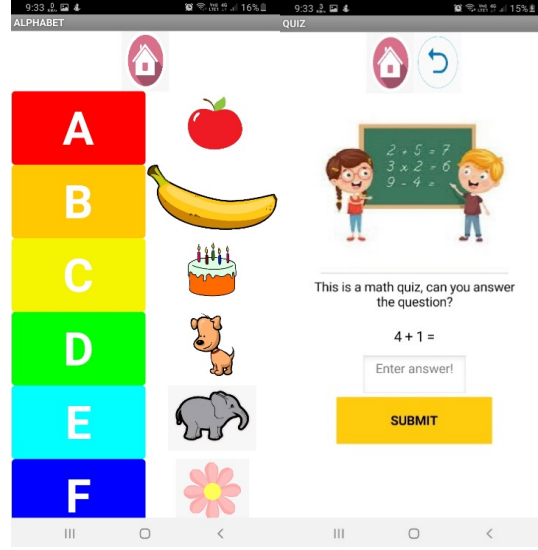 9:33
16%
ALPHABET
A
B
C
D
E
F
9:33
15%
QUIZ
2 + 5 = 7
3 x 2 = 6
9 - 4 =
This is a math quiz, can you answer
the question?
4 + 1 =
Enter answer!
SUBMIT